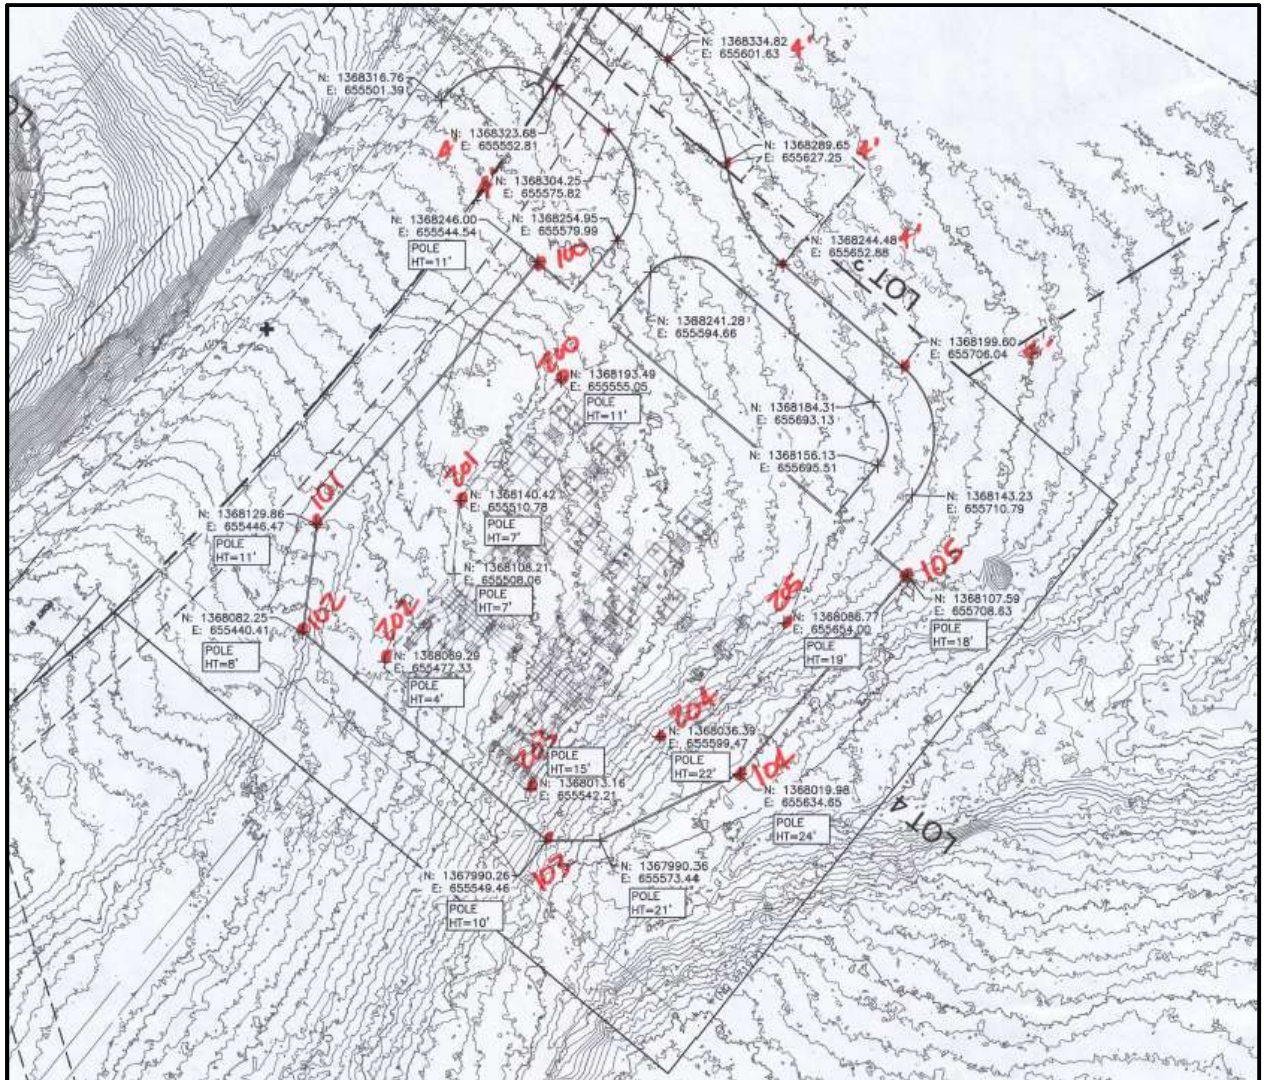 N: 1368334.82
E: 655601.63
4'
N: 1368316.76
E: 655501.39
N: 1368323.68
E: 655552.81
4'
N: 1368289.65
E: 655627.25
4'
N: 1368304.25
E: 655575.82
4'
N: 1368246.00
E: 655544.54
POLE
HT=11'
100
N: 1368254.95
E: 655579.99
N: 1368244.48
E: 655652.88
4'
LOT 3
N: 1368241.28
E: 655594.66
N: 1368199.60
E: 655706.04
200
N: 1368193.49
E: 655555.05
POLE
HT=11'
N: 1368184.31
E: 655693.13
N: 1368156.13
E: 655695.51
201
N: 1368140.42
E: 655510.78
POLE
HT=7'
101
N: 1368129.86
E: 655446.47
POLE
HT=11'
N: 1368143.23
E: 655710.79
N: 1368108.21
E: 655508.06
POLE
HT=7'
105
N: 1368107.59
E: 655708.63
POLE
HT=18'
102
N: 1368082.25
E: 655440.41
POLE
HT=8'
202
N: 1368069.29
E: 655477.33
POLE
HT=4'
205
N: 1368086.77
E: 655654.00
POLE
HT=19'
204
N: 1368036.39
E: 655599.47
POLE
HT=22'
203
POLE
HT=15'
N: 1368013.16
E: 655542.21
104
N: 1368019.98
E: 655634.65
POLE
HT=24'
LOT 4
103
N: 1367990.26
E: 655549.46
POLE
HT=10'
N: 1367990.36
E: 655573.44
POLE
HT=21'